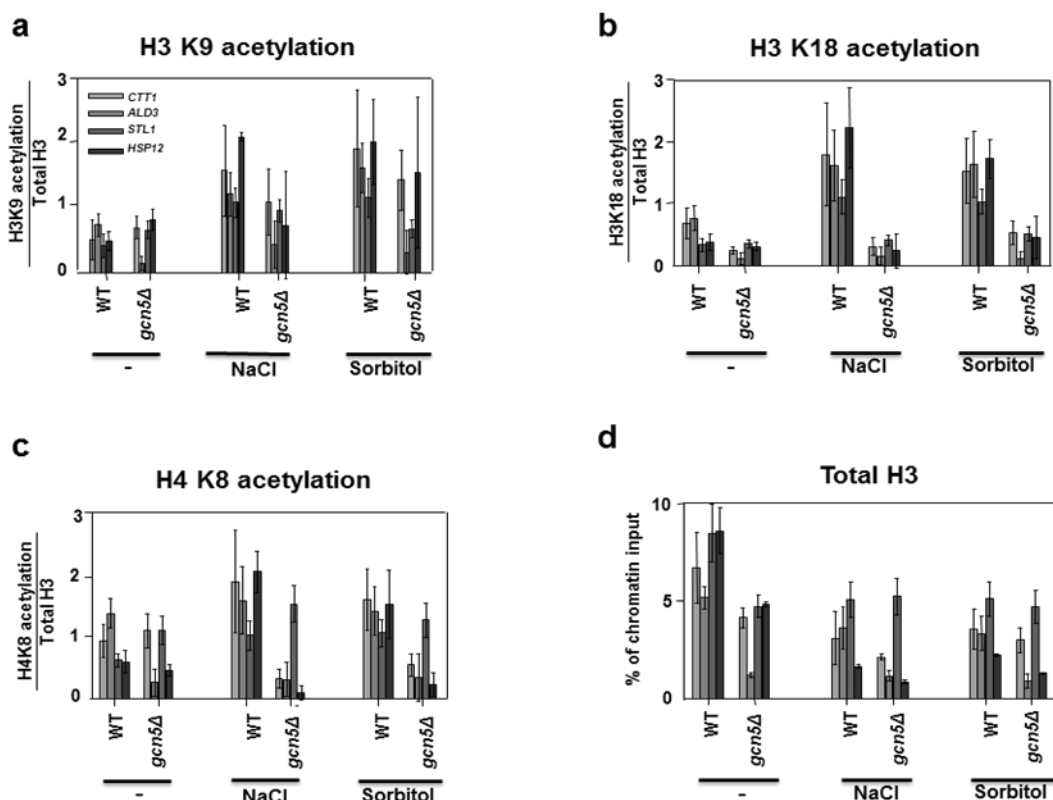 a
H3 K9 acetylation
H3K9 acetylation
Total H3
3
2
1
0
CTT1
ALD3
STL1
HSP12
WT
gcn5Δ
WT
gcn5Δ
WT
gcn5Δ
-
NaCl
Sorbitol
b
H3 K18 acetylation
H3K18 acetylation
Total H3
3
2
1
0
WT
gcn5Δ
WT
gcn5Δ
WT
gcn5Δ
-
NaCl
Sorbitol
c
H4 K8 acetylation
H4K8 acetylation
Total H3
3
2
1
0
WT
gcn5Δ
WT
gcn5Δ
WT
gcn5Δ
-
NaCl
Sorbitol
d
Total H3
% of chromatin input
10
5
0
WT
gcn5Δ
WT
gcn5Δ
WT
gcn5Δ
-
NaCl
Sorbitol